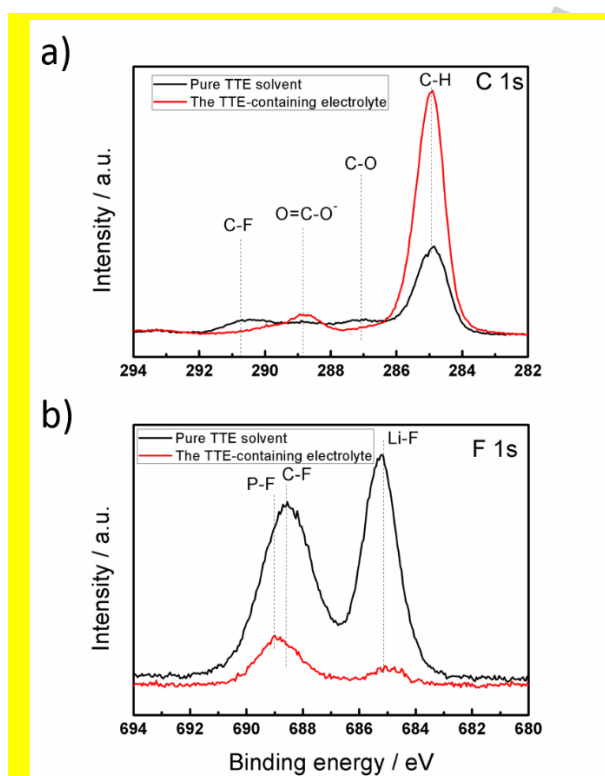 a)
Pure TTE solvent
The TTE-containing electrolyte
C-H
C 1s
C-O
O=C-O⁻
C-F
Intensity / a.u.
294 292 290 288 286 284 282
b)
Pure TTE solvent
The TTE-containing electrolyte
Li-F
F 1s
C-F
P-F
Intensity / a.u.
694 692 690 688 686 684 682 680
Binding energy / eV